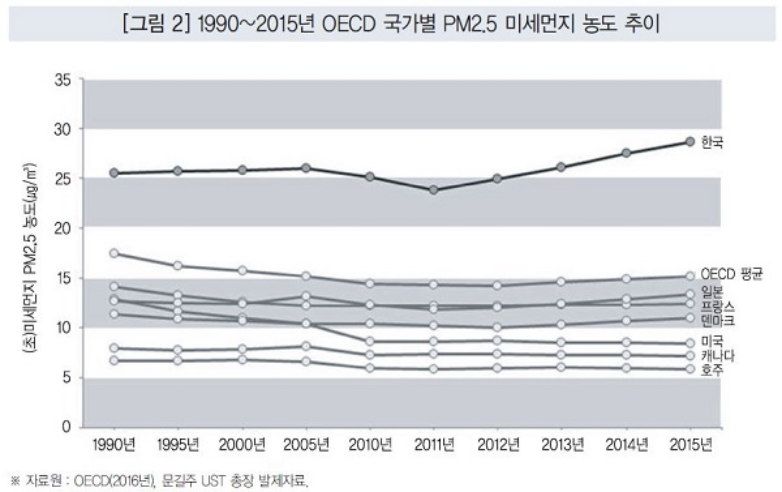 [그림 2] 1990~2015년 OECD 국가별 PM2.5 미세먼지 농도 추이
(초)미세먼지 PM2.5 농도(㎍/㎥)
35
30
25
20
15
10
5
0
한국
OECD 평균
일본
프랑스
덴마크
미국
캐나다
호주
1990년 1995년 2000년 2005년 2010년 2011년 2012년 2013년 2014년 2015년
※ 자료원 : OECD(2016년), 문길주 UST 총장 발제자료.